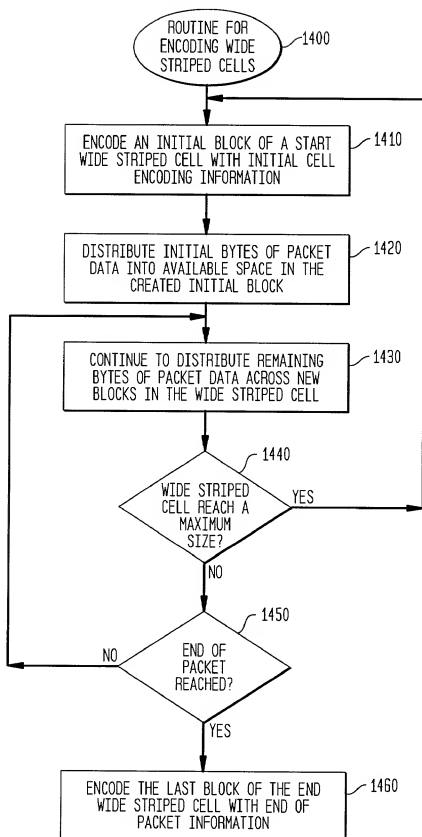 ROUTINE FOR
ENCODING WIDE
STRIPED CELLS
1400
ENCODE AN INITIAL BLOCK OF A START
WIDE STRIPED CELL WITH INITIAL CELL
ENCODING INFORMATION
1410
DISTRIBUTE INITIAL BYTES OF PACKET
DATA INTO AVAILABLE SPACE IN THE
CREATED INITIAL BLOCK
1420
CONTINUE TO DISTRIBUTE REMAINING
BYTES OF PACKET DATA ACROSS NEW
BLOCKS IN THE WIDE STRIPED CELL
1430
1440
WIDE STRIPED
CELL REACH A
MAXIMUM
SIZE?
YES
NO
1450
NO
END OF
PACKET
REACHED?
YES
ENCODE THE LAST BLOCK OF THE END
WIDE STRIPED CELL WITH END OF
PACKET INFORMATION
1460